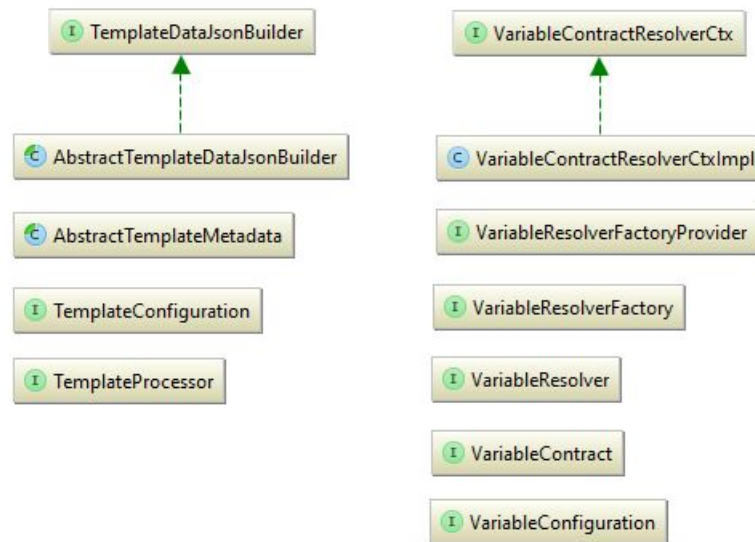 I TemplateDataJsonBuilder
I VariableContractResolverCtx
C AbstractTemplateDataJsonBuilder
C VariableContractResolverCtxImpl
C AbstractTemplateMetadata
I VariableResolverFactoryProvider
I TemplateConfiguration
I VariableResolverFactory
I TemplateProcessor
I VariableResolver
I VariableContract
I VariableConfiguration